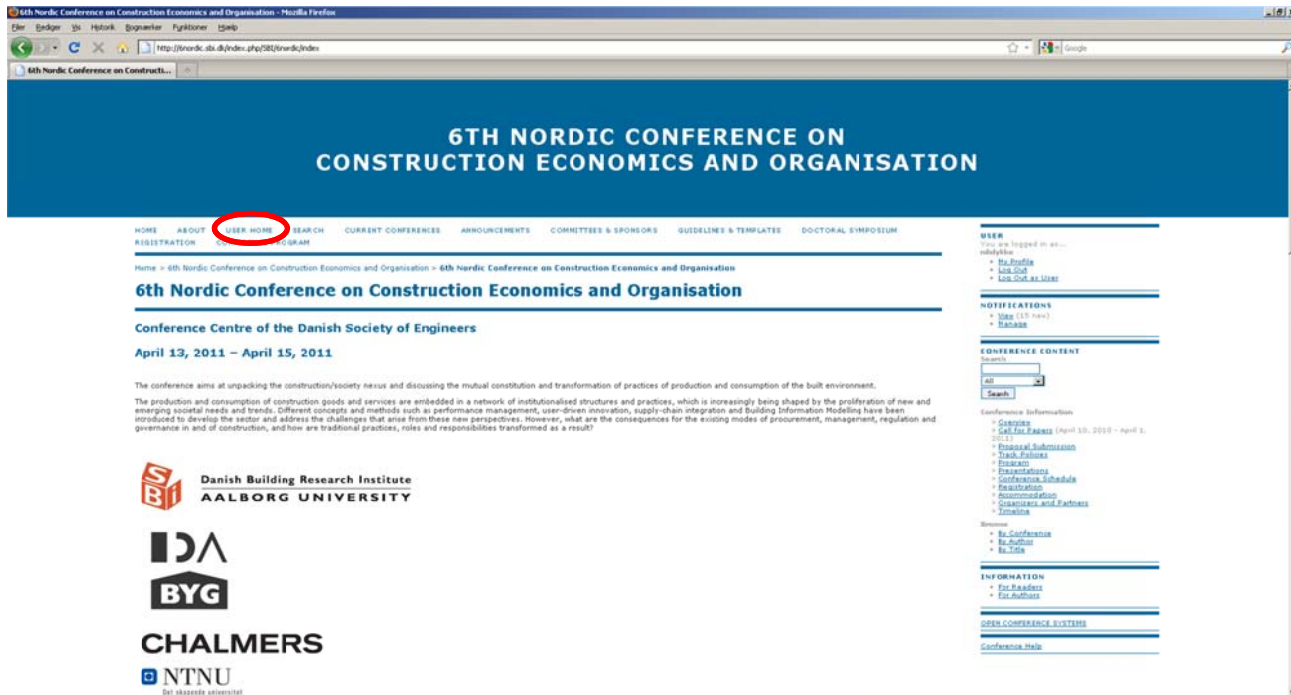 6th Nordic Conference on Construction Economics and Organisation - Mozilla Firefox
Filer Rediger Vis Historik Bogmærker Funktioner Hjælp
http://6nordic.sbi.dk/index.php/SBI/6nordic/index
Google
6th Nordic Conference on Constructi...
6TH NORDIC CONFERENCE ON
CONSTRUCTION ECONOMICS AND ORGANISATION
HOME ABOUT USER HOME SEARCH CURRENT CONFERENCES ANNOUNCEMENTS COMMITTEES & SPONSORS GUIDELINES & TEMPLATES DOCTORAL SYMPOSIUM
REGISTRATION PROGRAM
Home > 6th Nordic Conference on Construction Economics and Organisation > 6th Nordic Conference on Construction Economics and Organisation
6th Nordic Conference on Construction Economics and Organisation
Conference Centre of the Danish Society of Engineers
April 13, 2011 – April 15, 2011
The conference aims at unpacking the construction/society nexus and discussing the mutual constitution and transformation of practices of production and consumption of the built environment.
The production and consumption of construction goods and services are embedded in a network of institutionalised structures and practices, which is increasingly being shaped by the proliferation of new and
emerging societal needs and trends. Different concepts and methods such as performance management, user-driven innovation, supply-chain integration and Building Information Modelling have been
introduced to develop the sector and address the challenges that arise from these new perspectives. However, what are the consequences for the existing modes of procurement, management, regulation and
governance in and of construction, and how are traditional practices, roles and responsibilities transformed as a result?
SBi
Danish Building Research Institute
AALBORG UNIVERSITY
IDA
BYG
CHALMERS
NTNU
Det skapende universitet
USER
You are logged in as...
My Profile
Log Out
Log Out as User
NOTIFICATIONS
View (15 new)
Manage
CONFERENCE CONTENT
Search
All
Search
Conference Information
» Overview
» Call for Papers (April 10, 2010 - April 1,
2011)
» Proposal Submission
» Track Policies
» Program
» Presentations
» Conference Schedule
» Registration
» Accommodation
» Organizers and Partners
» Timeline
Browse
By Conference
By Author
By Title
INFORMATION
For Readers
For Authors
OPEN CONFERENCE SYSTEMS
Conference Help